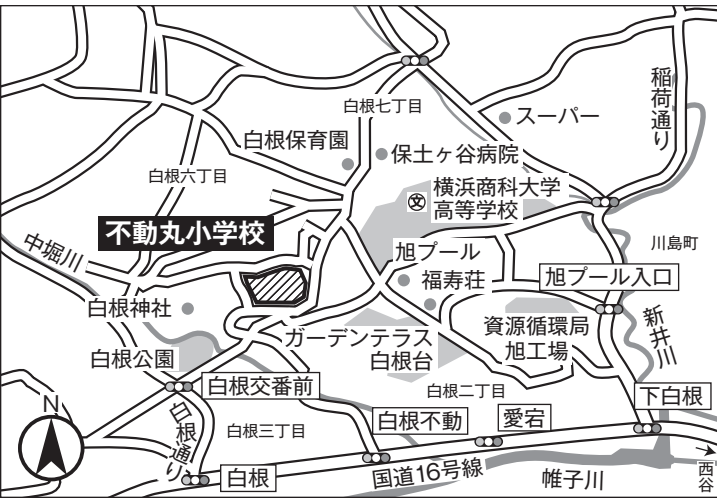 白根七丁目
スーパー
稲荷通り
白根保育園
保土ヶ谷病院
白根六丁目
文
横浜商科大学
高等学校
不動丸小学校
中堀川
川島町
旭プール
福寿荘
旭プール入口
白根神社
新井川
ガーデンテラス
白根台
資源循環局
旭工場
白根公園
白根交番前
白根二丁目
下白根
N
白根通り
白根三丁目
白根不動
愛宕
白根
国道16号線
帷子川
西谷